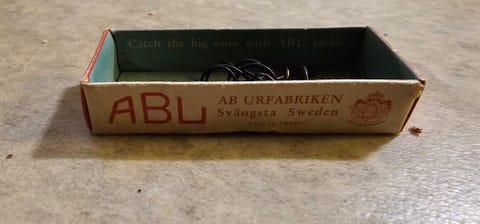 Catch the big ones with ABU tackle
ABU
AB URFABRIKEN
Svängsta Sweden
Made in Sweden